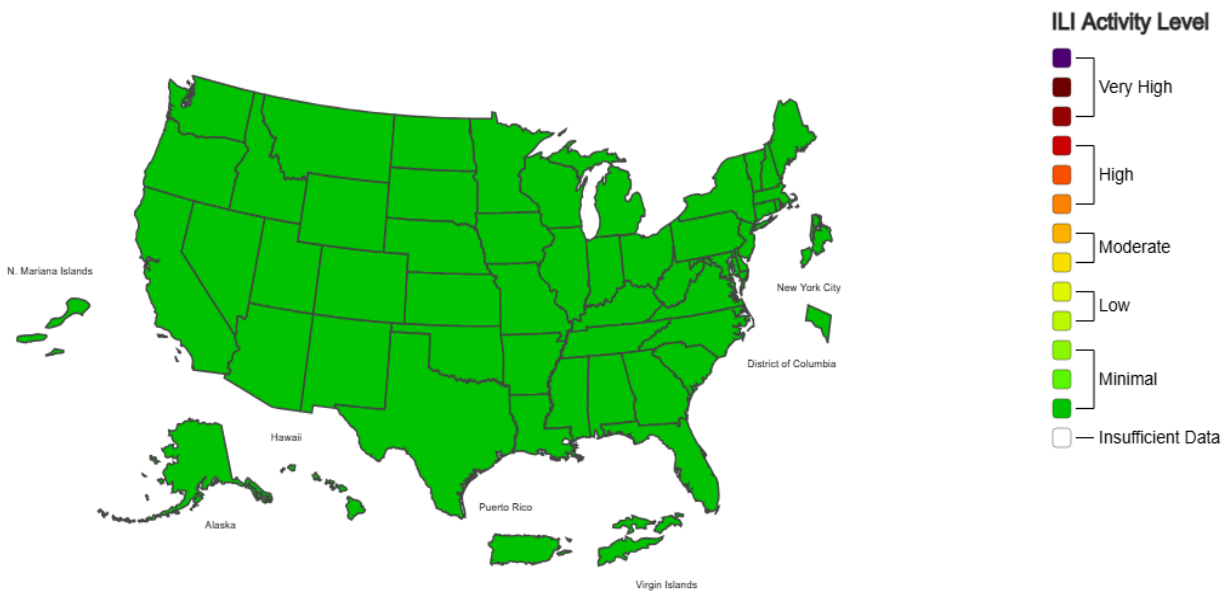 ILI Activity Level
Very High
High
Moderate
Low
Minimal
Insufficient Data
N. Mariana Islands
New York City
District of Columbia
Hawaii
Alaska
Puerto Rico
Virgin Islands